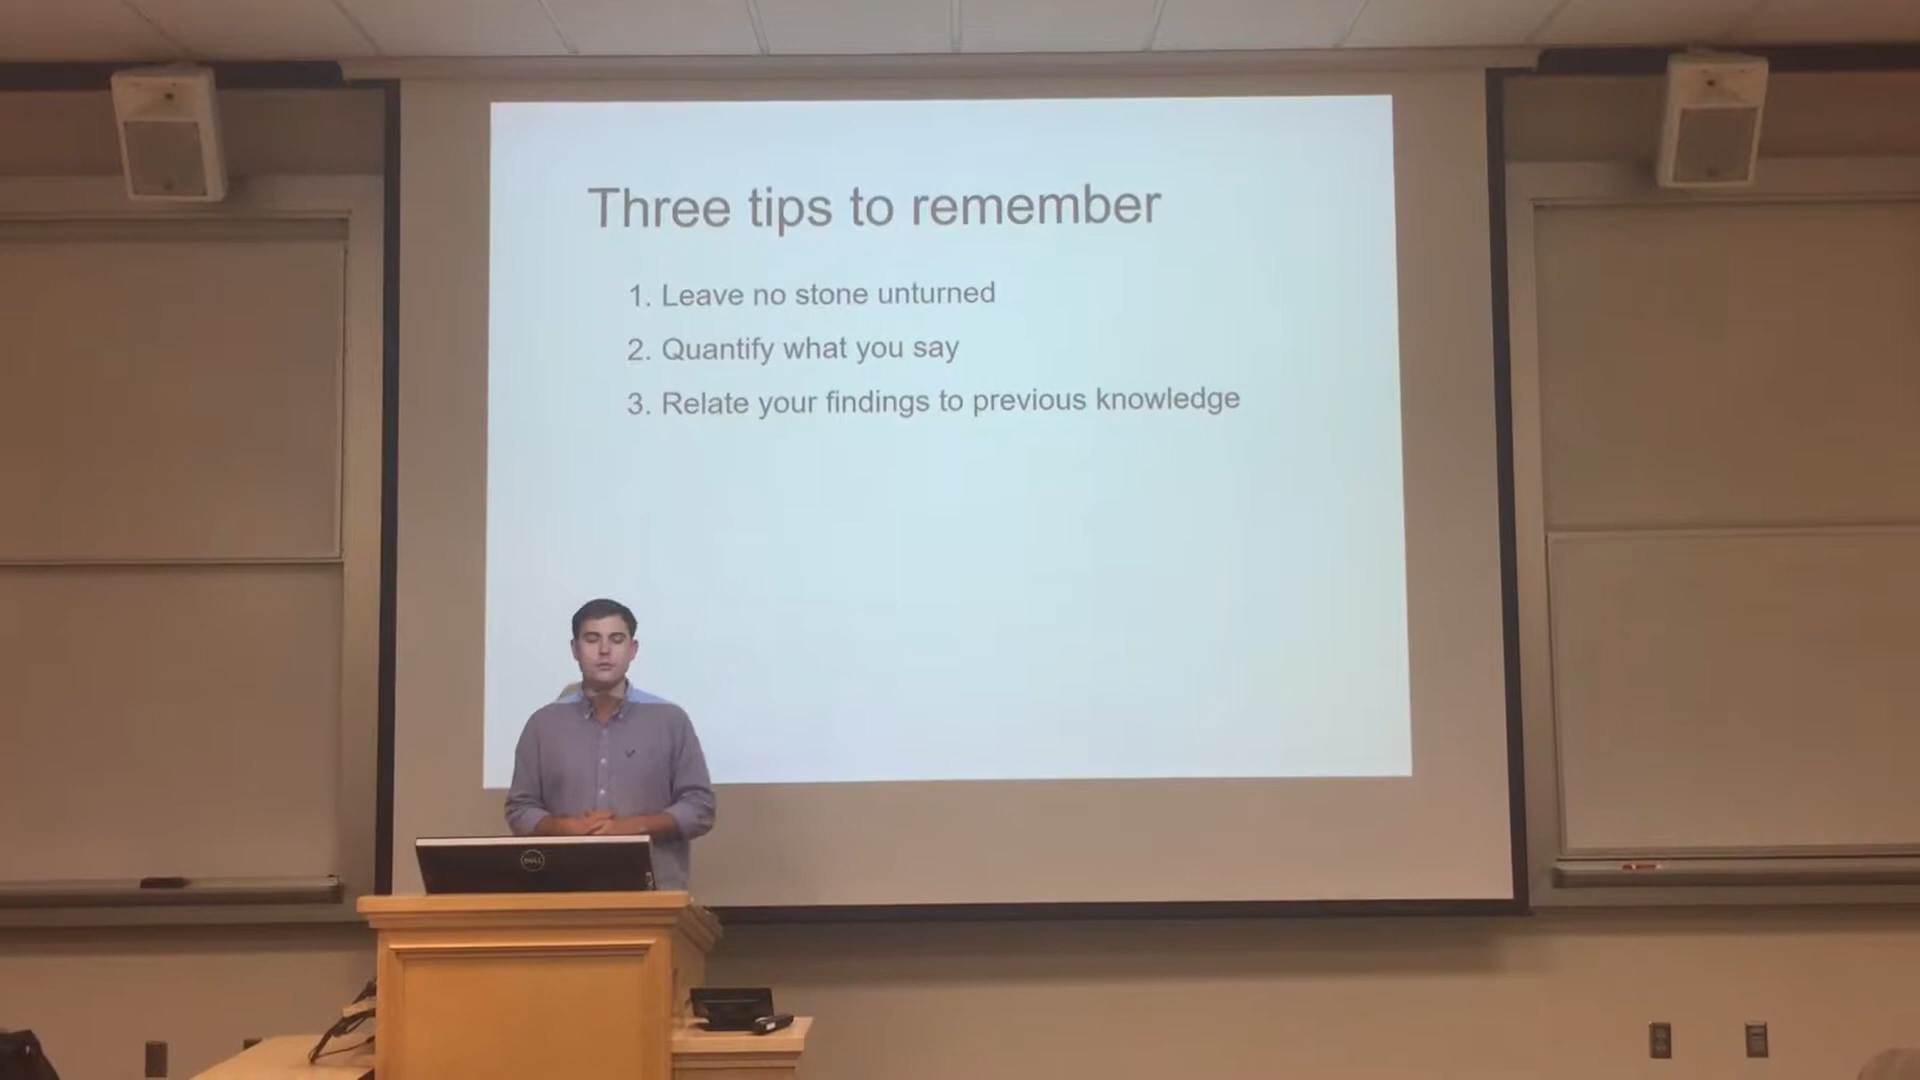 Three tips to remember
1. Leave no stone unturned
2. Quantify what you say
3. Relate your findings to previous knowledge
DELL